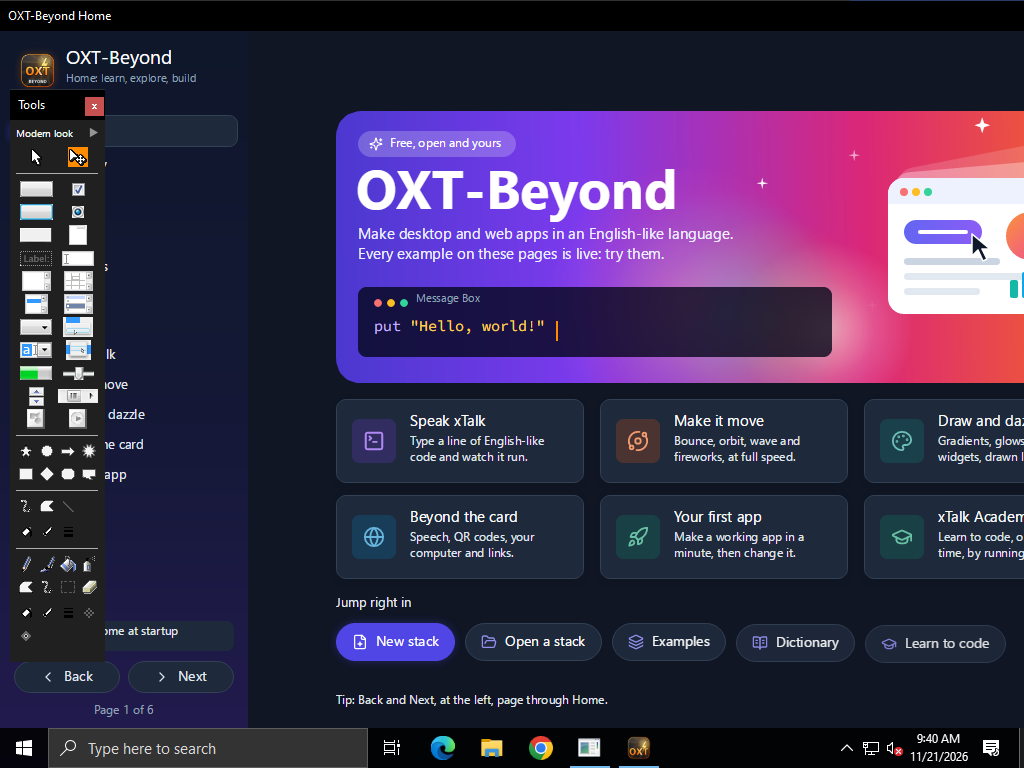 OXT-Beyond Home
OXT
BEYOND
OXT-Beyond
Home: learn, explore, build
Tools
x
Modern look
Label:
a
lk
ove
dazzle
e card
app
ome at startup
Back
Next
Page 1 of 6
Free, open and yours
OXT-Beyond
Make desktop and web apps in an English-like language.
Every example on these pages is live: try them.
Message Box
put "Hello, world!"
Speak xTalk
Type a line of English-like
code and watch it run.
Make it move
Bounce, orbit, wave and
fireworks, at full speed.
Draw and daz
Gradients, glows
widgets, drawn l
Beyond the card
Speech, QR codes, your
computer and links.
Your first app
Make a working app in a
minute, then change it.
xTalk Academ
Learn to code, o
time, by running
Jump right in
New stack
Open a stack
Examples
Dictionary
Learn to code
Tip: Back and Next, at the left, page through Home.
Type here to search
OXT
9:40 AM
11/21/2026